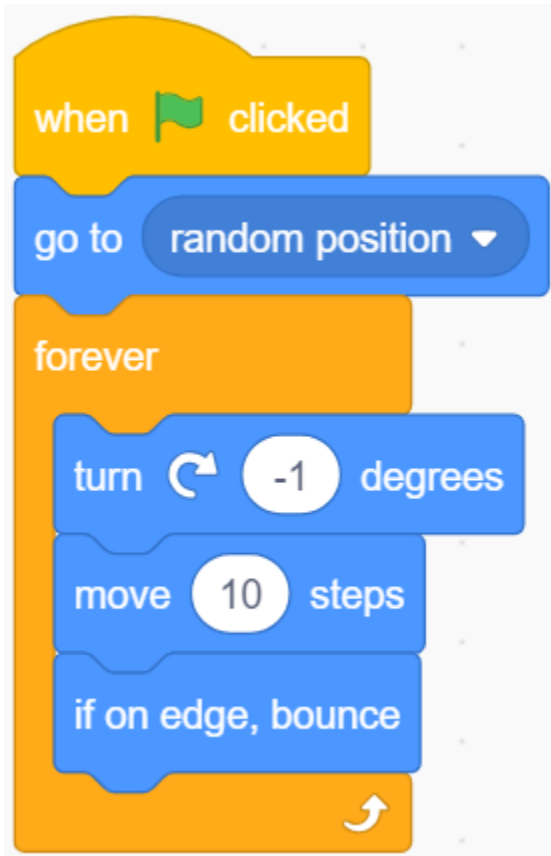 when clicked
go to random position
forever
turn -1 degrees
move 10 steps
if on edge, bounce